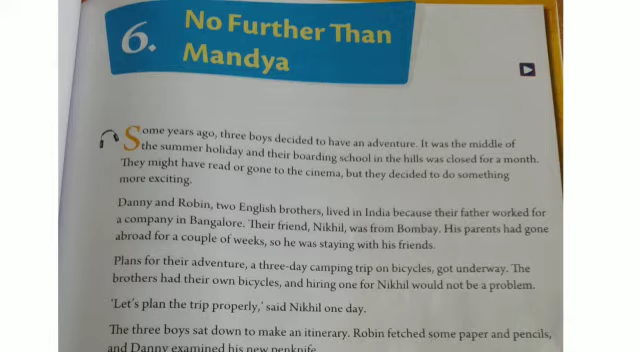 6.
No Further Than
Mandya
Some years ago, three boys decided to have an adventure. It was the middle of
the summer holiday and their boarding school in the hills was closed for a month.
They might have read or gone to the cinema, but they decided to do something
more exciting.
Danny and Robin, two English brothers, lived in India because their father worked for
a company in Bangalore. Their friend, Nikhil, was from Bombay. His parents had gone
abroad for a couple of weeks, so he was staying with his friends.
Plans for their adventure, a three-day camping trip on bicycles, got underway. The
brothers had their own bicycles, and hiring one for Nikhil would not be a problem.
'Let's plan the trip properly,' said Nikhil one day.
The three boys sat down to make an itinerary. Robin fetched some paper and pencils,
and Danny examined his new penknife.